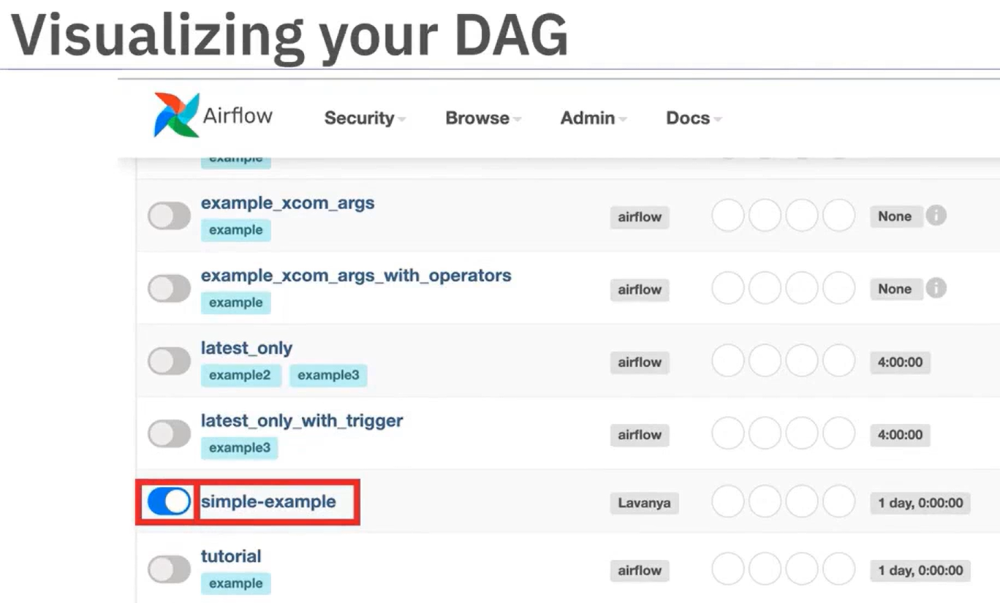 Visualizing your DAG
Airflow Security Browse Admin Docs
example
example_xcom_args
example
airflow
None
example_xcom_args_with_operators
example
airflow
None
latest_only
example2 example3
airflow
4:00:00
latest_only_with_trigger
example3
airflow
4:00:00
simple-example
Lavanya
1 day, 0:00:00
tutorial
example
airflow
1 day, 0:00:00